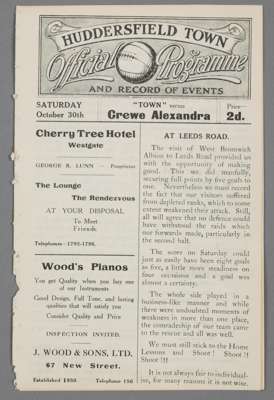 HUDDERSFIELD TOWN
Official Programme
AND RECORD OF EVENTS
SATURDAY
October 30th
"TOWN" versus
Crewe Alexandra
Price—
2d.
Cherry Tree Hotel
Westgate
GEORGE R. LUNN — Proprietor
The Lounge
The Rendezvous
AT YOUR DISPOSAL
To Meet
Friends.
Telephones—1795-1796.
Wood's Pianos
You get Quality when you buy one
of our Instruments
Good Design, Full Tone, and lasting
qualities that will satisfy you
Consider Quality and Price
INSPECTION INVITED.
J. WOOD & SONS, LTD.
67 New Street.
Established 1850 Telephone 156
AT LEEDS ROAD.
The visit of West Bromwich
Albion to Leeds Road provided us
with the opportunity of making
good. This we did merrily,
securing full points by five goals to
one. Nevertheless we must record
the fact that our visitors suffered
from depleted ranks, which to some
extent weakened their attack. Still,
all will agree that no defence could
have withstood the raids which
our forwards made, particularly in
the second half.
The score on Saturday could
just as easily have been eight goals
as five, a little more steadiness on
four occasions and a goal was
almost a certainty.
The whole side played in a
business-like manner and while
there were undoubted moments of
weakness in more than one place,
the comradeship of our team came
to the rescue and all was well.
We must still stick to the Home
Lessons and Shoot! Shoot!!
Shoot!!!
It is not always fair to individual-
ise, for many reasons it is not wise.